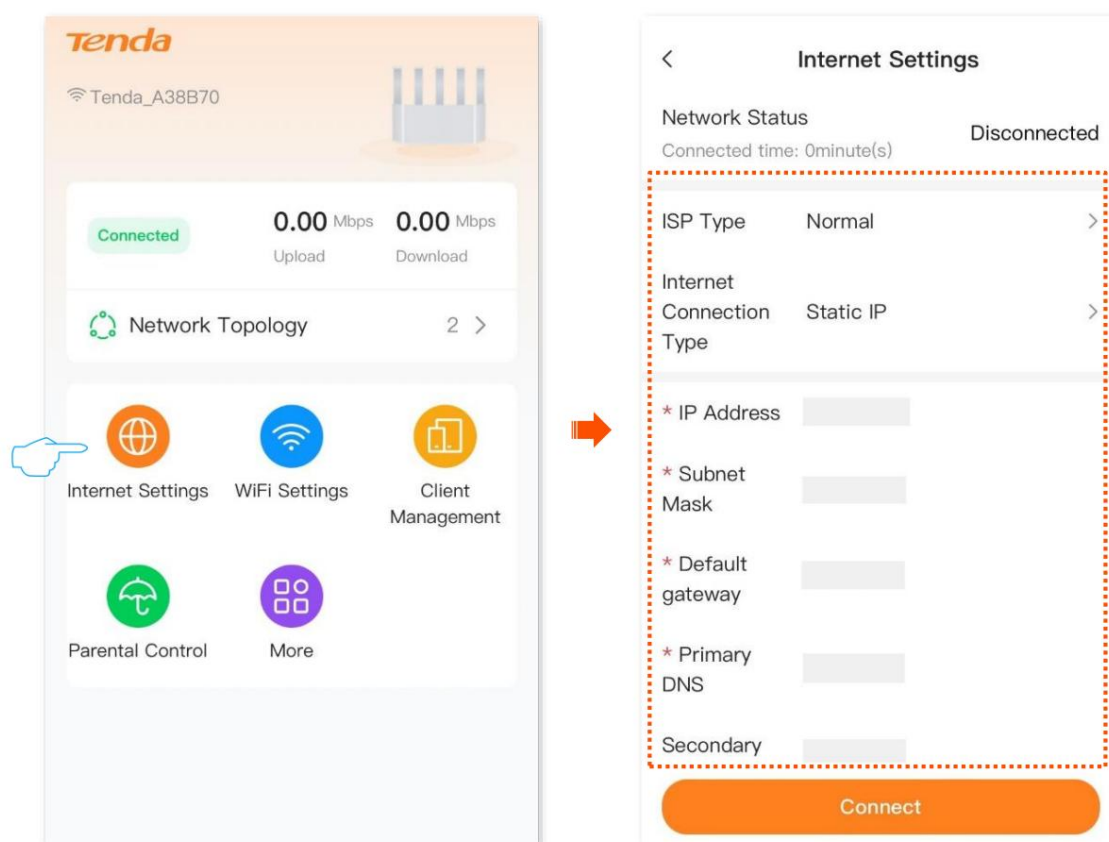 Tenda
Tenda_A38B70
Connected
0.00 Mbps
Upload
0.00 Mbps
Download
Network Topology 2
Internet Settings
WiFi Settings
Client
Management
Parental Control
More
Internet Settings
Network Status
Connected time: 0minute(s)
Disconnected
ISP Type Normal
Internet
Connection
Type
Static IP
* IP Address
* Subnet
Mask
* Default
gateway
* Primary
DNS
Secondary
Connect